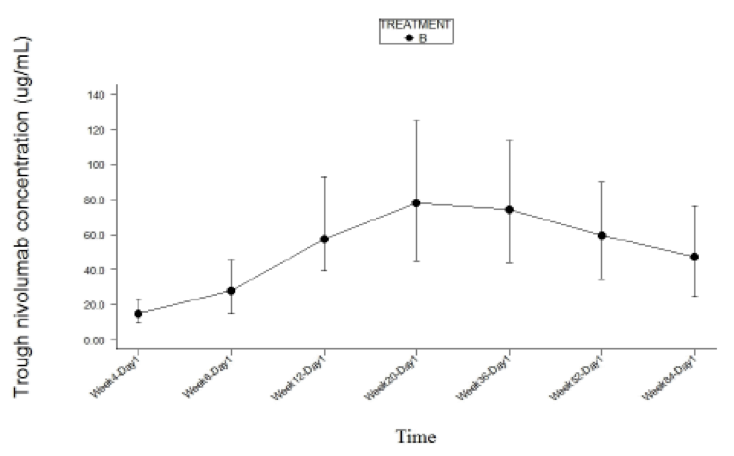 TREATMENT
B
Trough nivolumab concentration (ug/mL)
140
120
100
80.0
60.0
40.0
20.0
0.00
Week4-Day1
Week8-Day1
Week12-Day1
Week20-Day1
Week36-Day1
Week52-Day1
Week84-Day1
Time